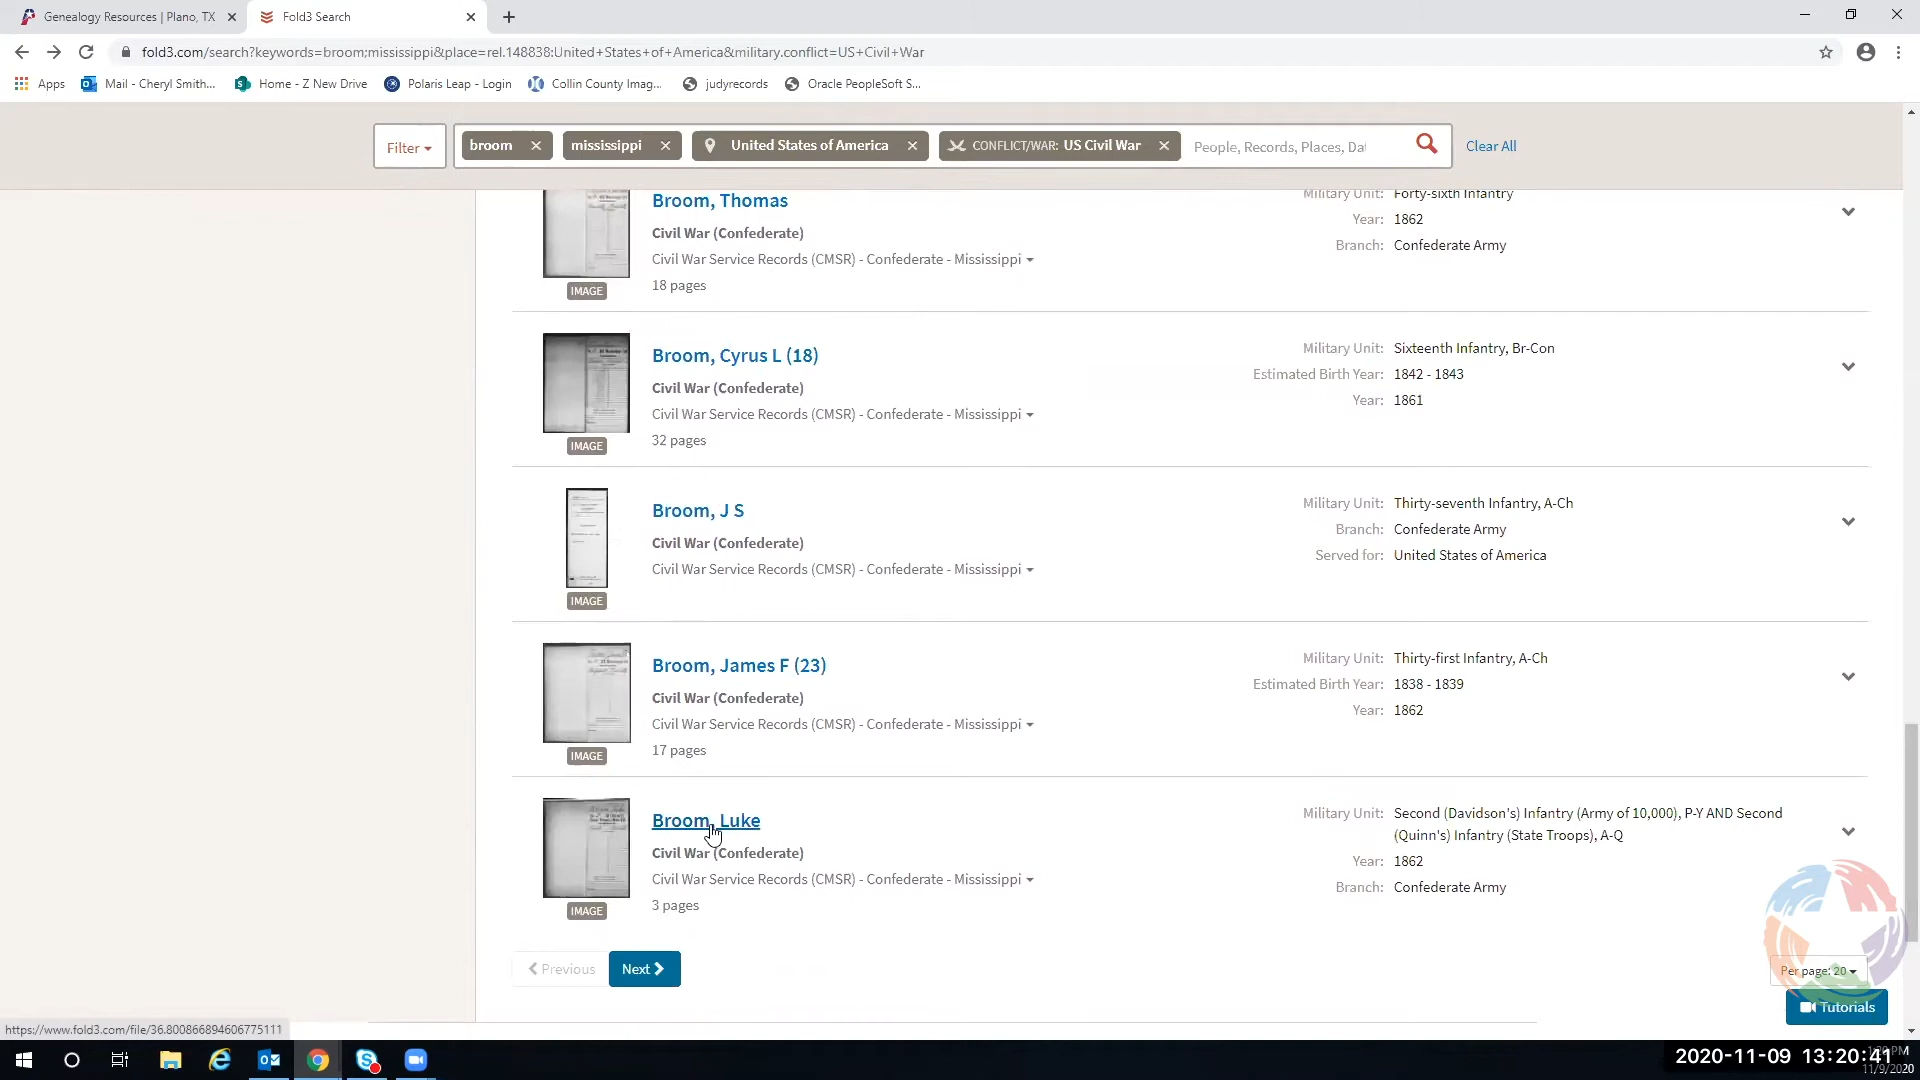 Genealogy Resources | Plano, TX
Fold3 Search
fold3.com/search?keywords=broom;mississippi&place=rel.148838:United+States+of+America&military.conflict=US+Civil+War
Apps
Mail - Cheryl Smith...
Home - Z New Drive
Polaris Leap - Login
Collin County Imag...
judyrecords
Oracle PeopleSoft S...
Filter
broom
mississippi
United States of America
CONFLICT/WAR: US Civil War
People, Records, Places, Dat
Clear All
Broom, Thomas
Civil War (Confederate)
Civil War Service Records (CMSR) - Confederate - Mississippi
18 pages
IMAGE
Military Unit: Forty-sixth Infantry
Year: 1862
Branch: Confederate Army
Broom, Cyrus L (18)
Civil War (Confederate)
Civil War Service Records (CMSR) - Confederate - Mississippi
32 pages
IMAGE
Military Unit: Sixteenth Infantry, Br-Con
Estimated Birth Year: 1842 - 1843
Year: 1861
Broom, J S
Civil War (Confederate)
Civil War Service Records (CMSR) - Confederate - Mississippi
IMAGE
Military Unit: Thirty-seventh Infantry, A-Ch
Branch: Confederate Army
Served for: United States of America
Broom, James F (23)
Civil War (Confederate)
Civil War Service Records (CMSR) - Confederate - Mississippi
17 pages
IMAGE
Military Unit: Thirty-first Infantry, A-Ch
Estimated Birth Year: 1838 - 1839
Year: 1862
Broom, Luke
Civil War (Confederate)
Civil War Service Records (CMSR) - Confederate - Mississippi
3 pages
IMAGE
Military Unit: Second (Davidson's) Infantry (Army of 10,000), P-Y AND Second
(Quinn's) Infantry (State Troops), A-Q
Year: 1862
Branch: Confederate Army
Previous
Next
Per page: 20
Tutorials
https://www.fold3.com/file/36.800866894606775111
2020-11-09 13:20:41
11/9/2020